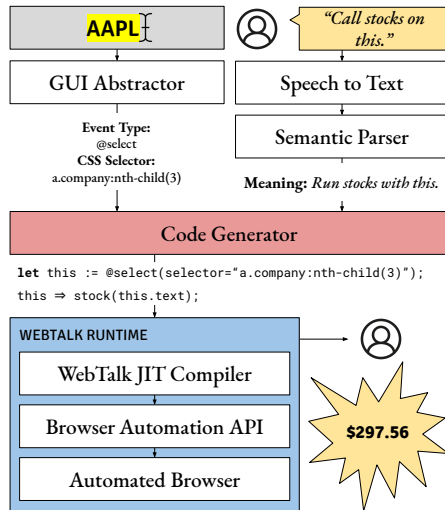 AAPL
“Call stocks on
this.”
GUI Abstractor
Speech to Text
Semantic Parser
Event Type:
@select
CSS Selector:
a.company:nth-child(3)
Meaning: Run stocks with this.
Code Generator
let this := @select(selector=“a.company:nth-child(3)”);
this ⇒ stock(this.text);
WEBTALK RUNTIME
WebTalk JIT Compiler
Browser Automation API
Automated Browser
$297.56